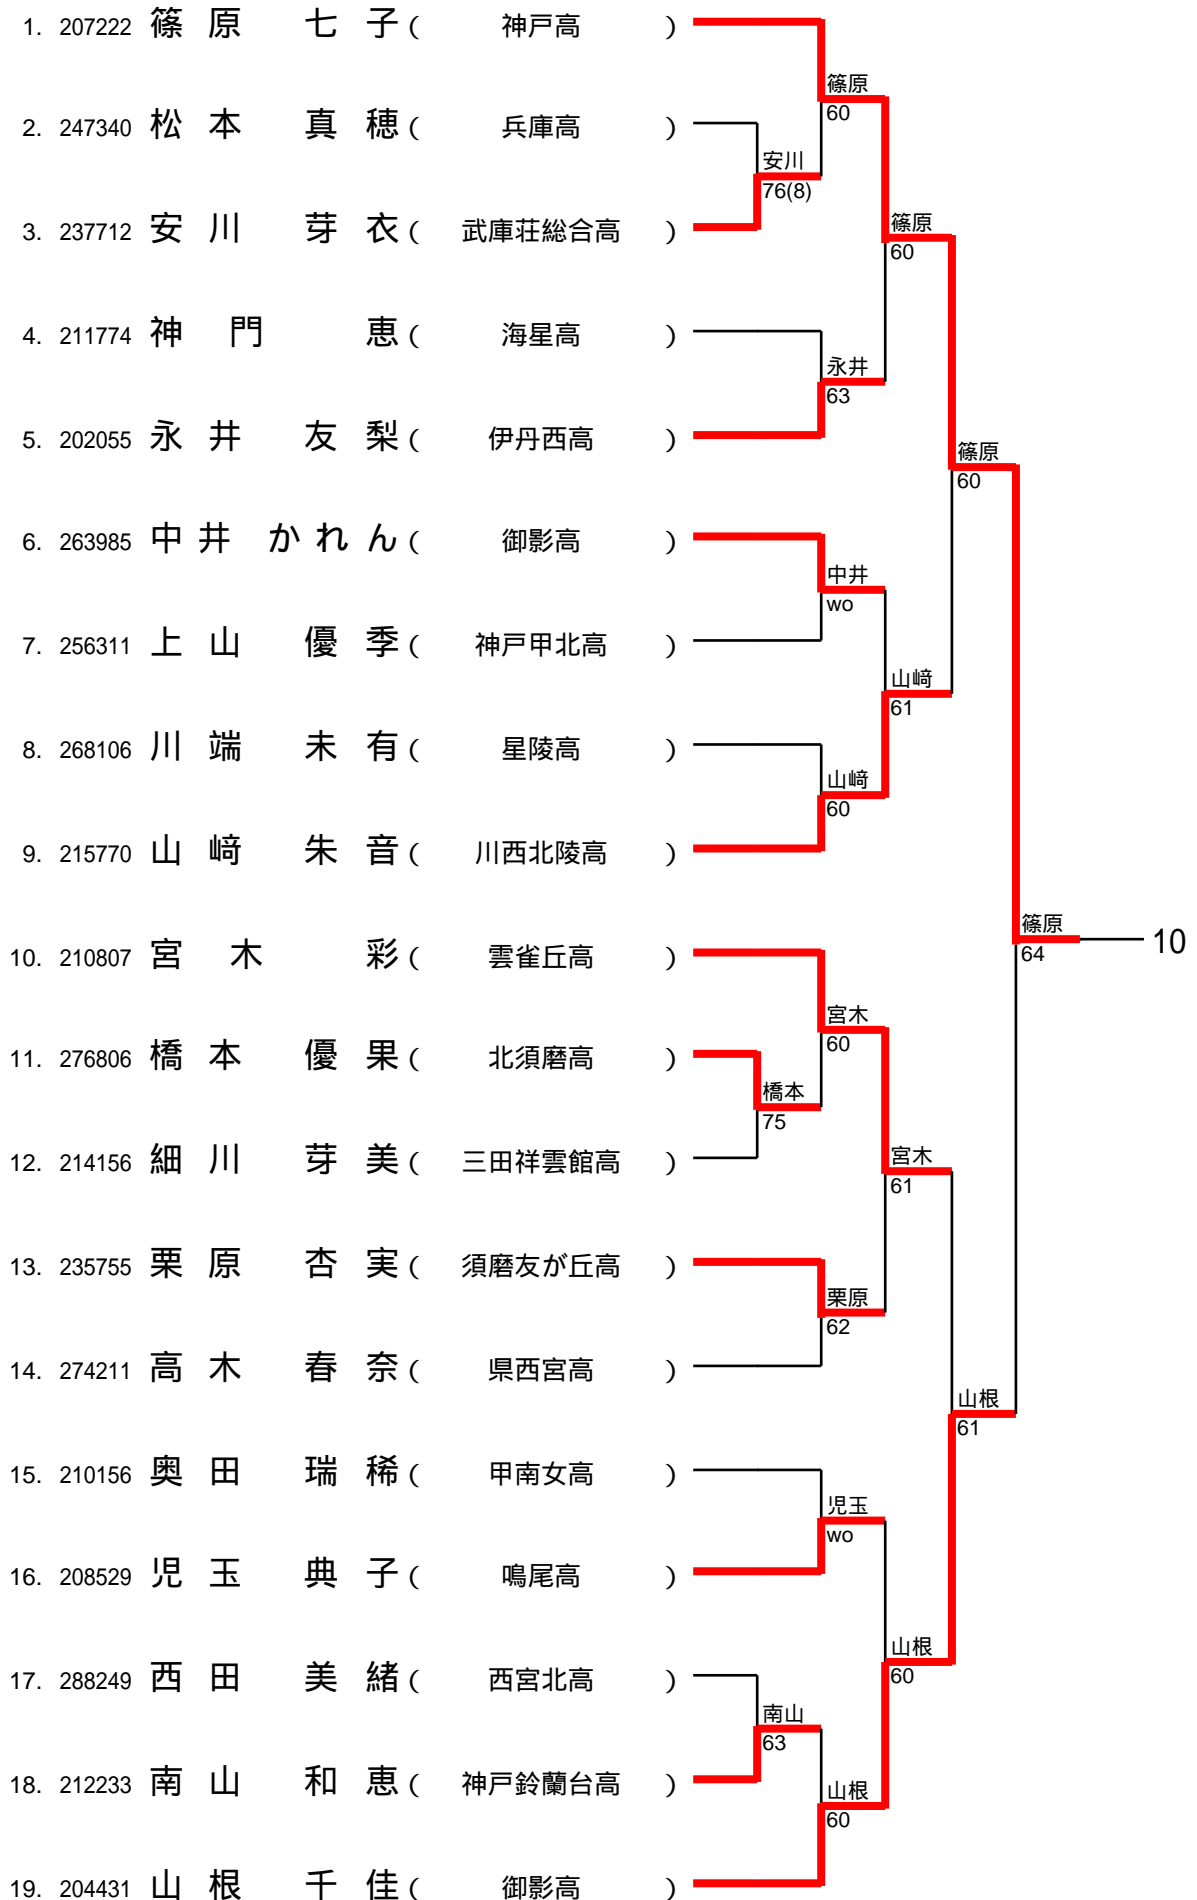 1. 207222 篠原 七子 ( 神戸高 )
篠原
60
2. 247340 松本 真穂 ( 兵庫高 )
安川
76(8)
3. 237712 安川 芽衣 ( 武庫荘総合高 )
篠原
60
4. 211774 神門 恵 ( 海星高 )
永井
63
5. 202055 永井 友梨 ( 伊丹西高 )
篠原
60
6. 263985 中井 かれん ( 御影高 )
中井
wo
7. 256311 上山 優季 ( 神戸甲北高 )
山﨑
61
8. 268106 川端 未有 ( 星陵高 )
山﨑
60
9. 215770 山﨑 朱音 ( 川西北陵高 )
篠原
64
10
10. 210807 宮木 彩 ( 雲雀丘高 )
宮木
60
11. 276806 橋本 優果 ( 北須磨高 )
橋本
75
12. 214156 細川 芽美 ( 三田祥雲館高 )
宮木
61
13. 235755 栗原 杏実 ( 須磨友が丘高 )
栗原
62
14. 274211 高木 春奈 ( 県西宮高 )
山根
61
15. 210156 奥田 瑞稀 ( 甲南女高 )
児玉
wo
16. 208529 児玉 典子 ( 鳴尾高 )
山根
60
17. 288249 西田 美緒 ( 西宮北高 )
南山
63
18. 212233 南山 和恵 ( 神戸鈴蘭台高 )
山根
60
19. 204431 山根 千佳 ( 御影高 )